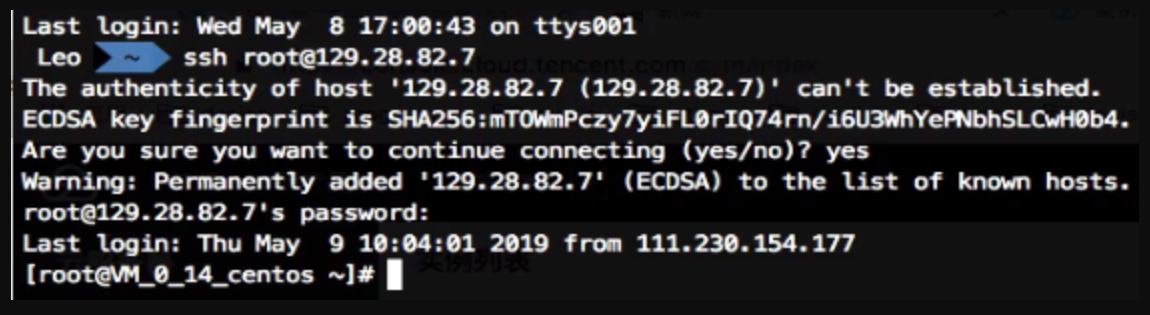 Last login: Wed May  8 17:00:43 on ttys001
Leo ~ ssh root@129.28.82.7
The authenticity of host '129.28.82.7 (129.28.82.7)' can't be established.
ECDSA key fingerprint is SHA256:mTOWmPczy7yiFL0rIQ74rn/i6U3WhYePNbhSLCwH0b4.
Are you sure you want to continue connecting (yes/no)? yes
Warning: Permanently added '129.28.82.7' (ECDSA) to the list of known hosts.
root@129.28.82.7's password:
Last login: Thu May  9 10:04:01 2019 from 111.230.154.177
[root@VM_0_14_centos ~]#
实例列表